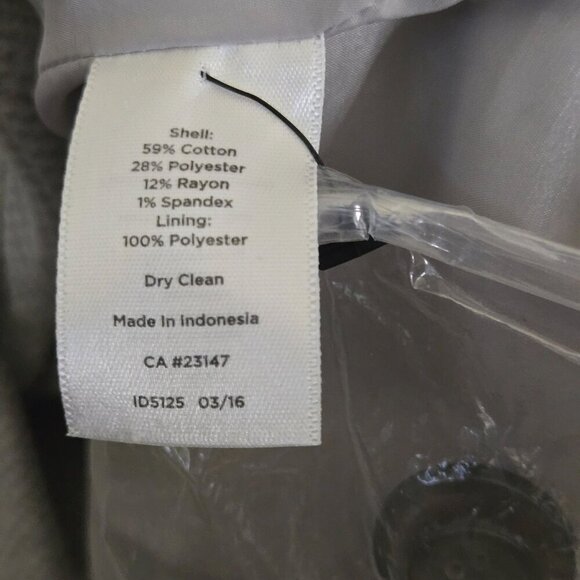 Shell:
59% Cotton
28% Polyester
12% Rayon
1% Spandex
Lining:
100% Polyester
Dry Clean
Made In Indonesia
CA #23147
ID5125 03/16